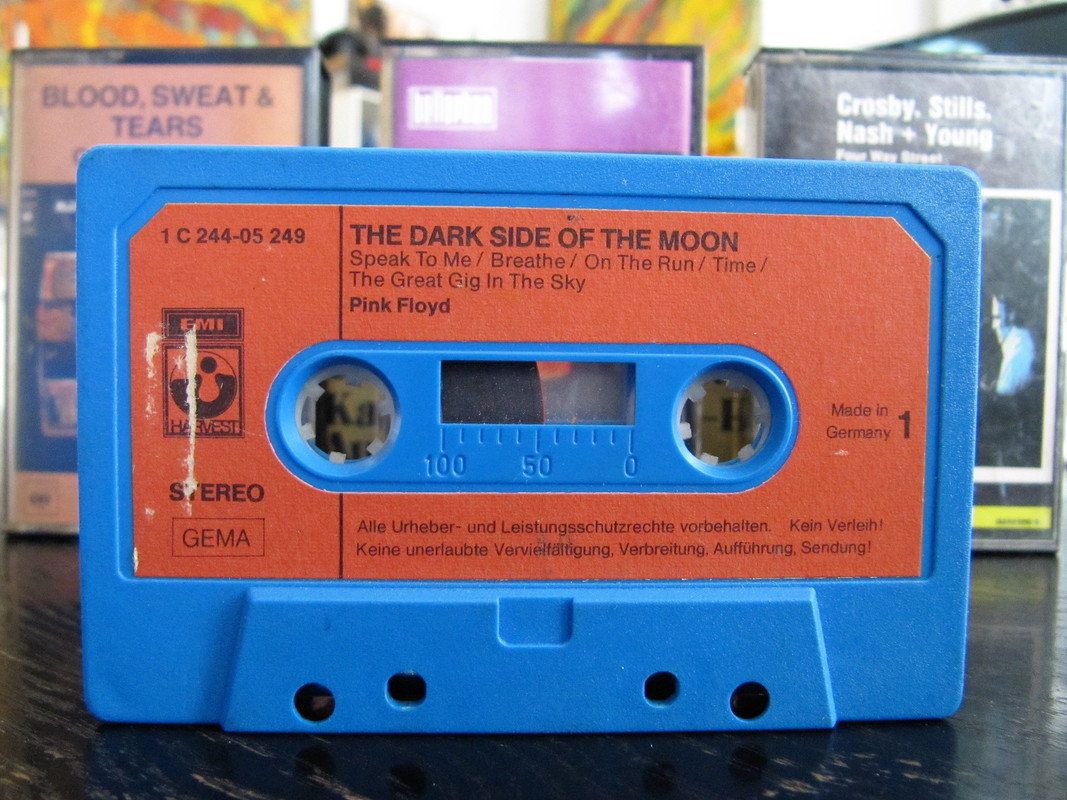 BLOOD, SWEAT &
TEARS
Crosby, Stills,
Nash + Young
Four Way Street
1 C 244-05 249
THE DARK SIDE OF THE MOON
Speak To Me / Breathe / On The Run / Time /
The Great Gig In The Sky
Pink Floyd
EMI
HARVEST
100 50 0
Made in
Germany 1
STEREO
GEMA
Alle Urheber- und Leistungsschutzrechte vorbehalten. Kein Verleih!
Keine unerlaubte Vervielfältigung, Verbreitung, Aufführung, Sendung!